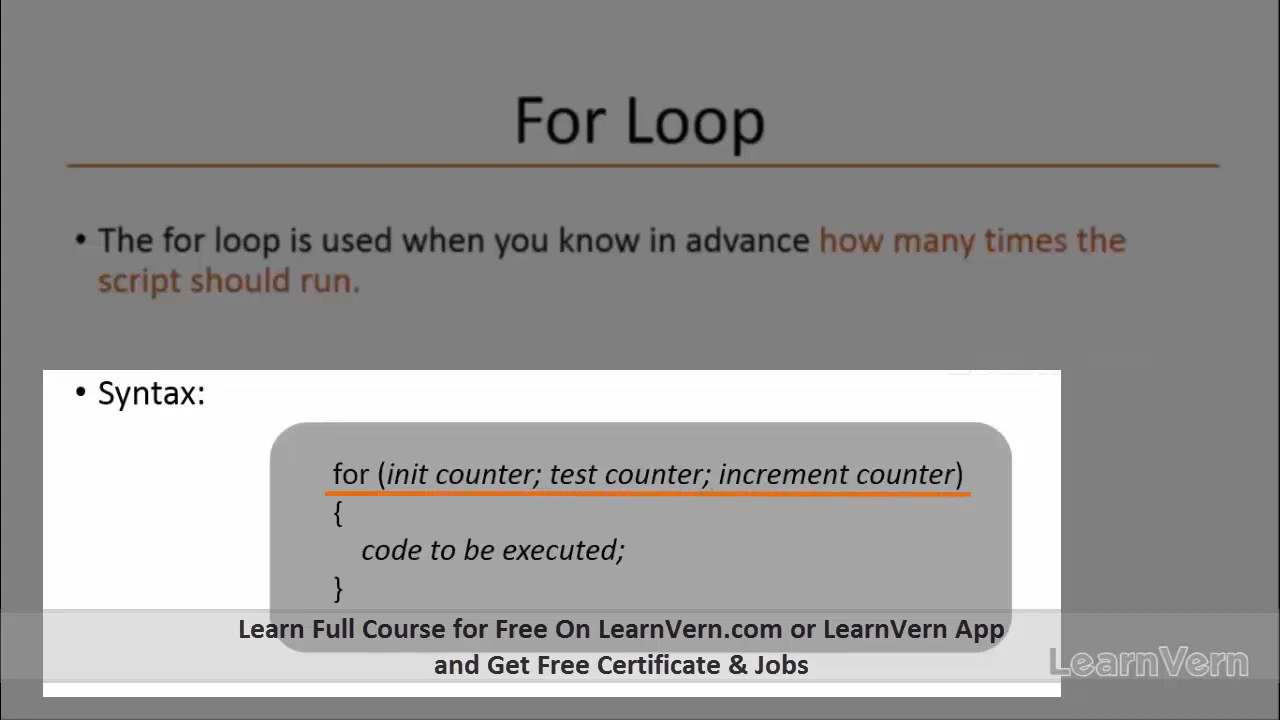 For Loop
• The for loop is used when you know in advance how many times the
script should run.
• Syntax:
for (init counter; test counter; increment counter)
{
code to be executed;
}
Learn Full Course for Free On LearnVern.com or LearnVern App
and Get Free Certificate & Jobs
LearnVern